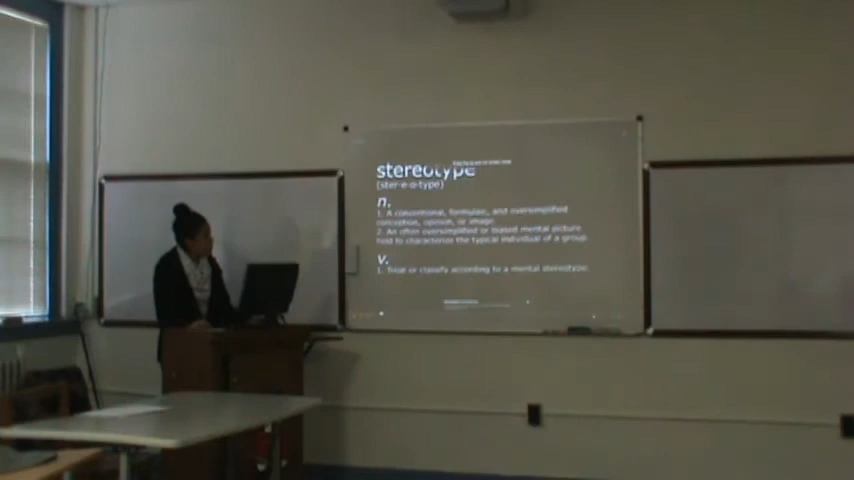 stereotype
[ster·e·o·type]
n.
1. A conventional, formulaic, and oversimplified
conception, opinion, or image.
2. An often oversimplified or biased mental picture
held to characterize the typical individual of a group.
v.
1. Treat or classify according to a mental stereotype.